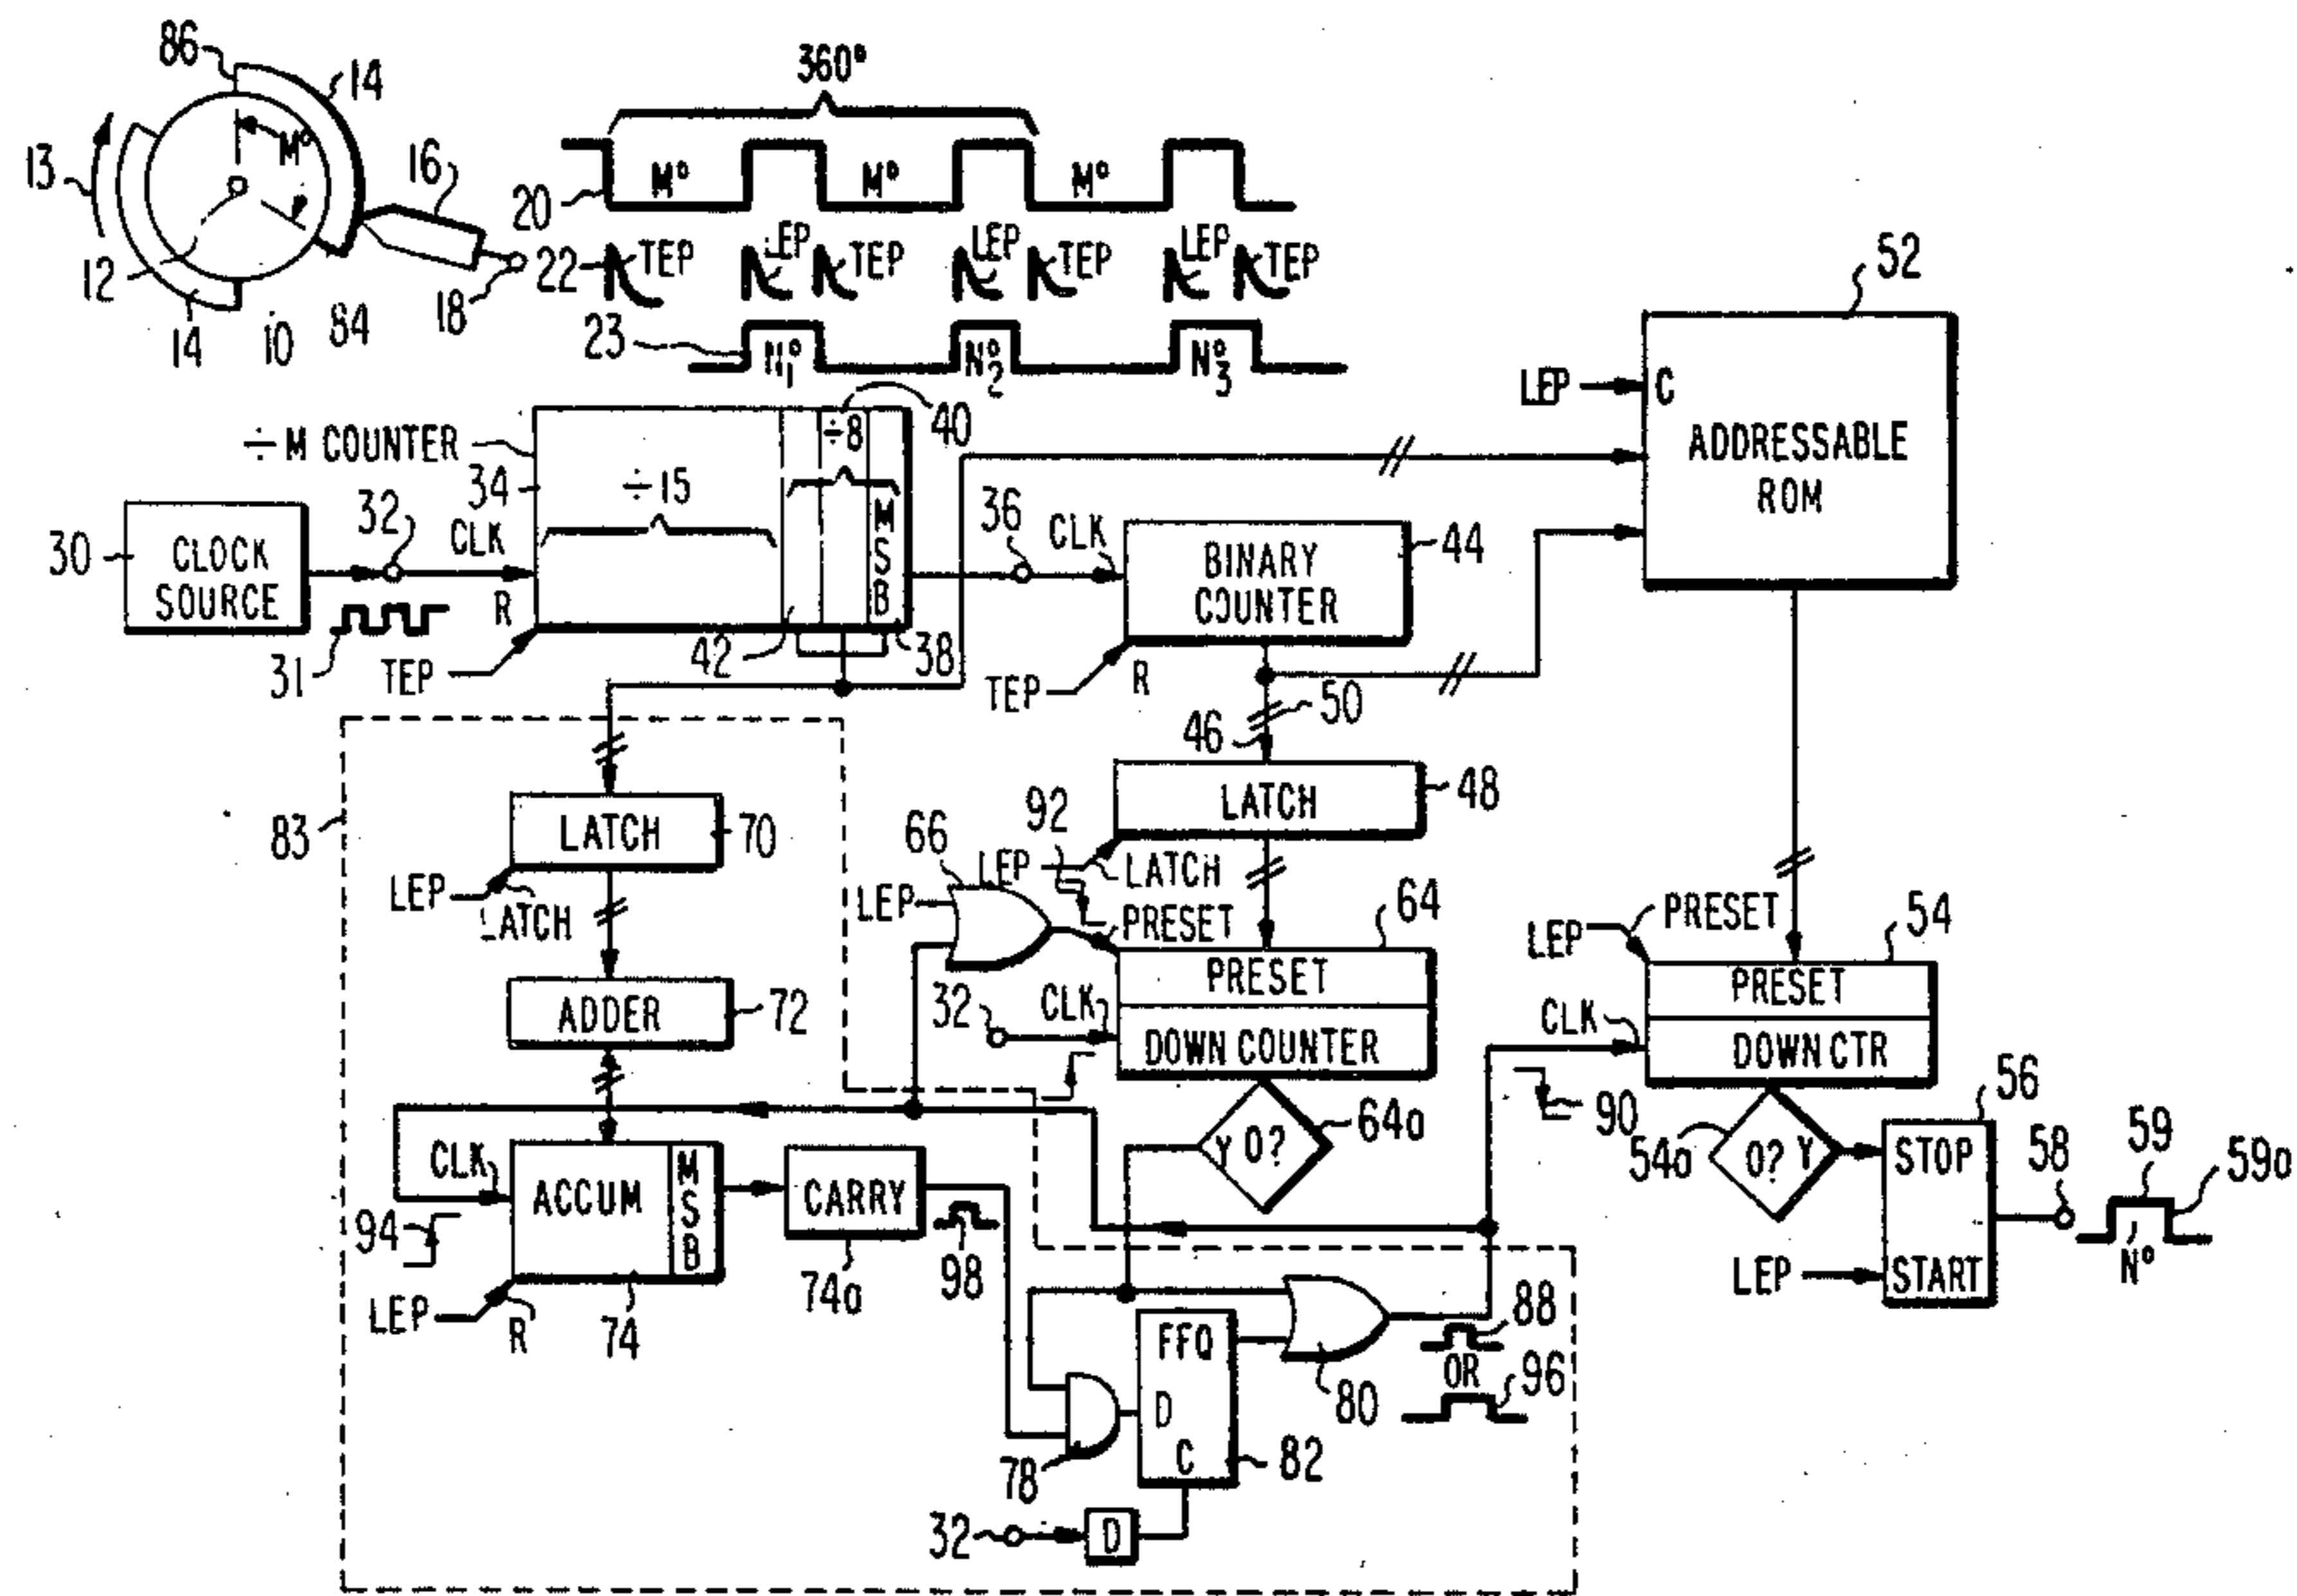 86
14
360°
13
M°
16
20
M°
M°
M°
12
22
TEP
LEP
TEP
LEP
TEP
LEP
TEP
18
14
10
84
23
N°1
N°2
N°3
52
LEP
C
ADDRESSABLE
ROM
÷M COUNTER
34
÷15
÷8
40
MSB
30
CLOCK
SOURCE
32
CLK
R
31
TEP
42
38
36
CLK
BINARY
COUNTER
44
TEP
R
46
50
83
LATCH
70
LEP
LATCH
LATCH
48
92
LEP
LATCH
66
LEP
PRESET
64
PRESET
32
CLK
DOWN COUNTER
64a
Y 0?
LEP
PRESET
54
PRESET
CLK
DOWN CTR
90
54a
0? Y
56
STOP
START
LEP
58
59
59a
N°
ADDER
72
CLK
94
ACCUM
MSB
LEP
R
74
CARRY
74a
98
78
FFQ
D
C
82
80
88
OR
96
32
D